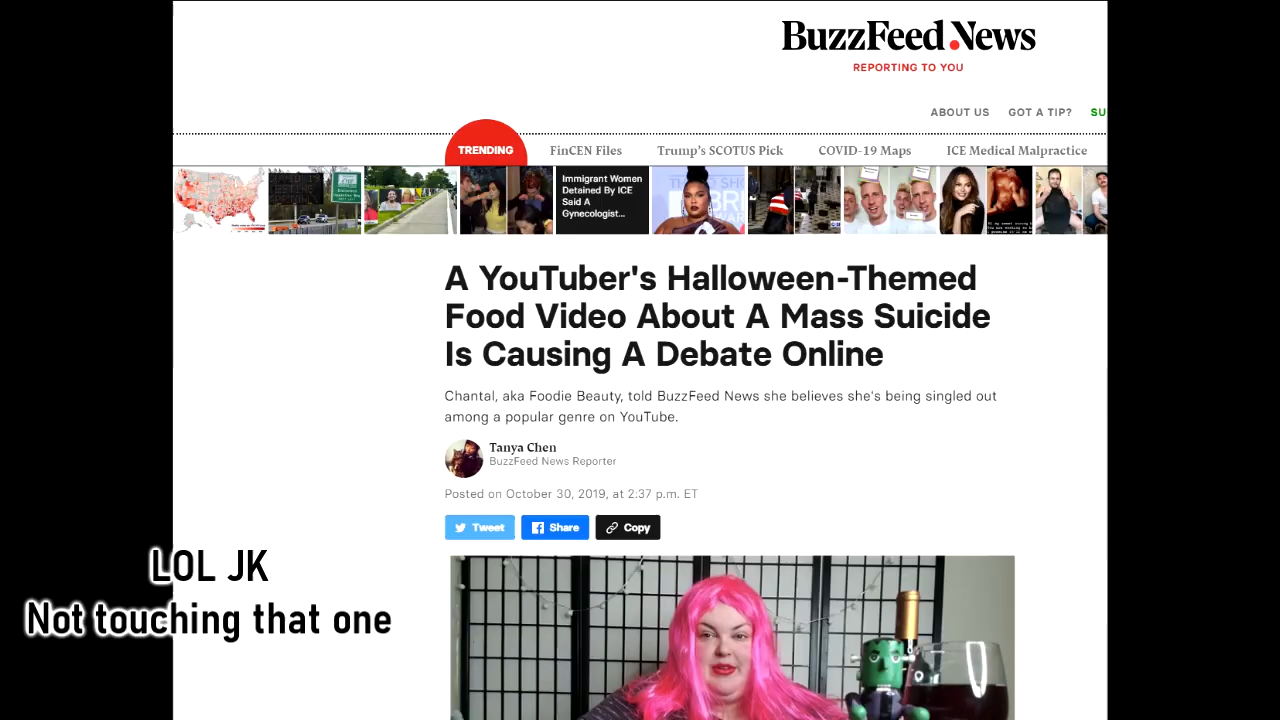 BuzzFeed News
REPORTING TO YOU
ABOUT US GOT A TIP? SU
TRENDING FinCEN Files Trump's SCOTUS Pick COVID-19 Maps ICE Medical Malpractice
Immigrant Women
Detained By ICE
Said A
Gynecologist...
A YouTuber's Halloween-Themed
Food Video About A Mass Suicide
Is Causing A Debate Online
Chantal, aka Foodie Beauty, told BuzzFeed News she believes she's being singled out
among a popular genre on YouTube.
Tanya Chen
BuzzFeed News Reporter
Posted on October 30, 2019, at 2:37 p.m. ET
Tweet Share Copy
LOL JK
Not touching that one